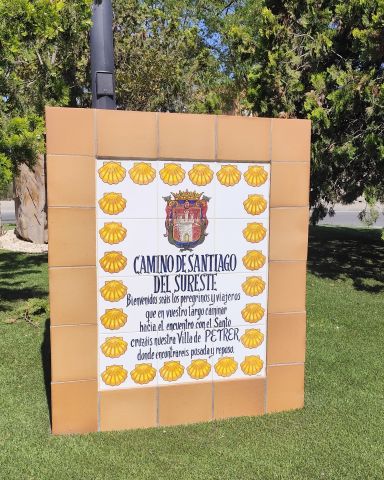 CAMINO DE SANTIAGO
DEL SURESTE
Bienvenidos seáis los peregrinos y viajeros
que en vuestro largo caminar
hacia el encuentro con el Santo
cruzáis nuestra Villa de PETRER
donde encontrareis posada y reposo.